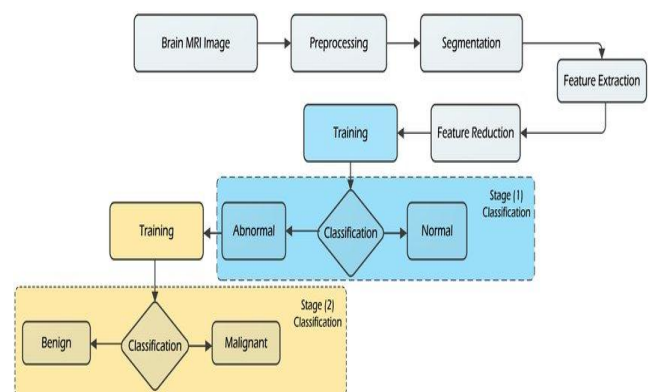 Brain MRI Image
Preprocessing
Segmentation
Feature Extraction
Feature Reduction
Training
Stage (1)
Classification
Abnormal
Classification
Normal
Training
Stage (2)
Classification
Benign
Classification
Malignant